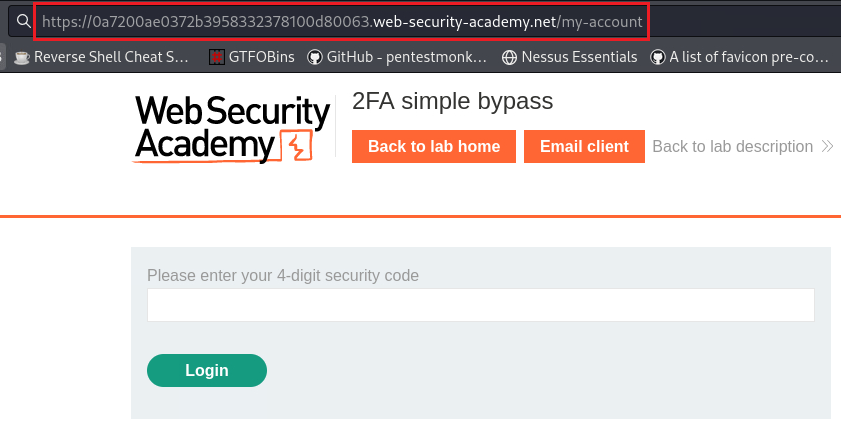 https://0a7200ae0372b3958332378100d80063.web-security-academy.net/my-account
Reverse Shell Cheat S… GTFOBins GitHub - pentestmonk… Nessus Essentials A list of favicon pre-co…
Web Security
Academy
2FA simple bypass
Back to lab home Email client Back to lab description
Please enter your 4-digit security code
Login